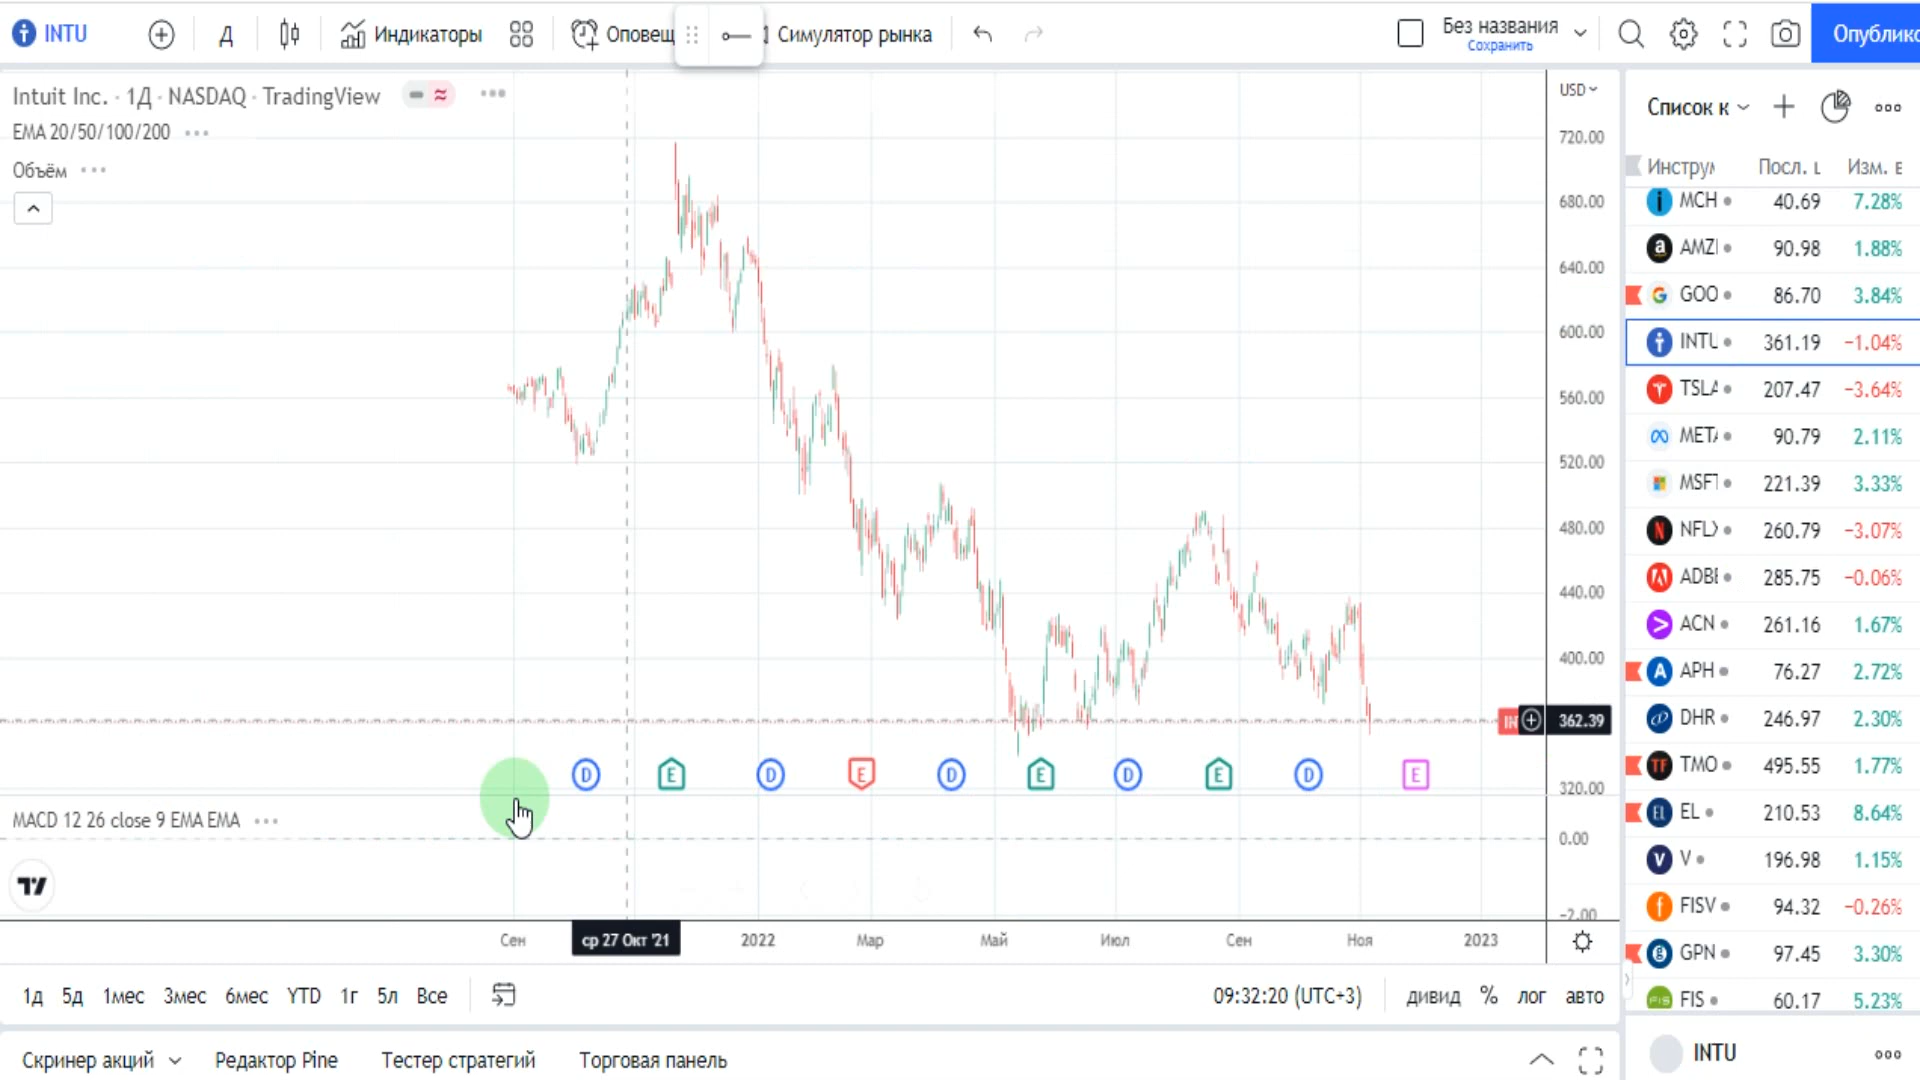 INTU
Д
Индикаторы
Оповещ
Симулятор рынка
Без названия
Сохранить
Опублико
Intuit Inc. · 1Д · NASDAQ · TradingView
EMA 20/50/100/200
Объём
USD
720.00
680.00
640.00
600.00
560.00
520.00
480.00
440.00
400.00
362.39
320.00
D
E
D
E
D
E
D
E
D
E
MACD 12 26 close 9 EMA EMA
0.00
-2.00
Сен
ср 27 Окт '21
2022
Мар
Май
Июл
Сен
Ноя
2023
1д 5д 1мес 3мес 6мес YTD 1г 5л Все
09:32:20 (UTC+3)
дивид % лог авто
Скринер акций
Редактор Pine
Тестер стратегий
Торговая панель
Список к
Инструм Посл. Изм.
MCH 40.69 7.28%
AMZ 90.98 1.88%
GOO 86.70 3.84%
INTU 361.19 −1.04%
TSLA 207.47 −3.64%
META 90.79 2.11%
MSFT 221.39 3.33%
NFLX 260.79 −3.07%
ADBE 285.75 −0.06%
ACN 261.16 1.67%
APH 76.27 2.72%
DHR 246.97 2.30%
TMO 495.55 1.77%
EL 210.53 8.64%
V 196.98 1.15%
FISV 94.32 −0.26%
GPN 97.45 3.30%
FIS 60.17 5.23%
INTU